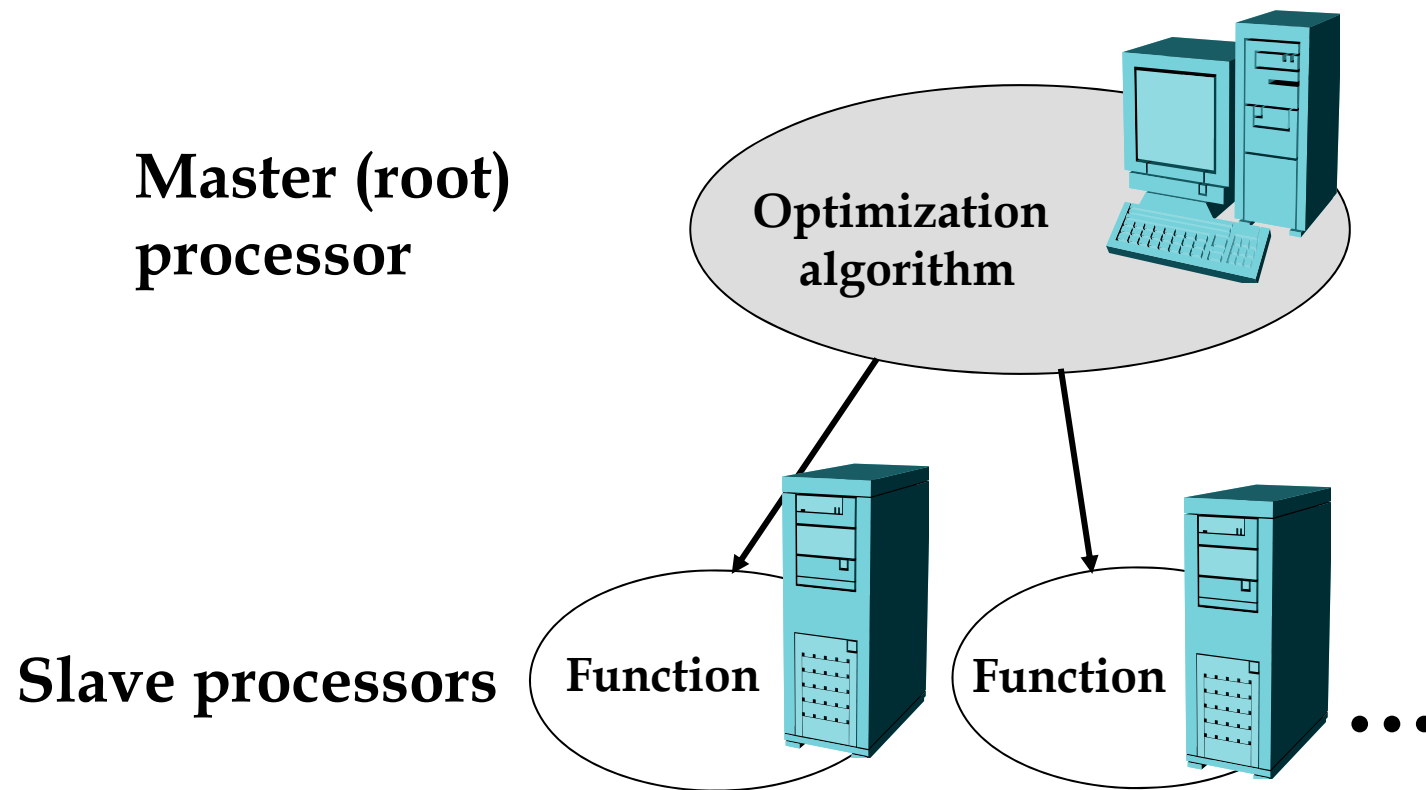 Master (root)
processor
Optimization
algorithm
Slave processors
Function
Function
...